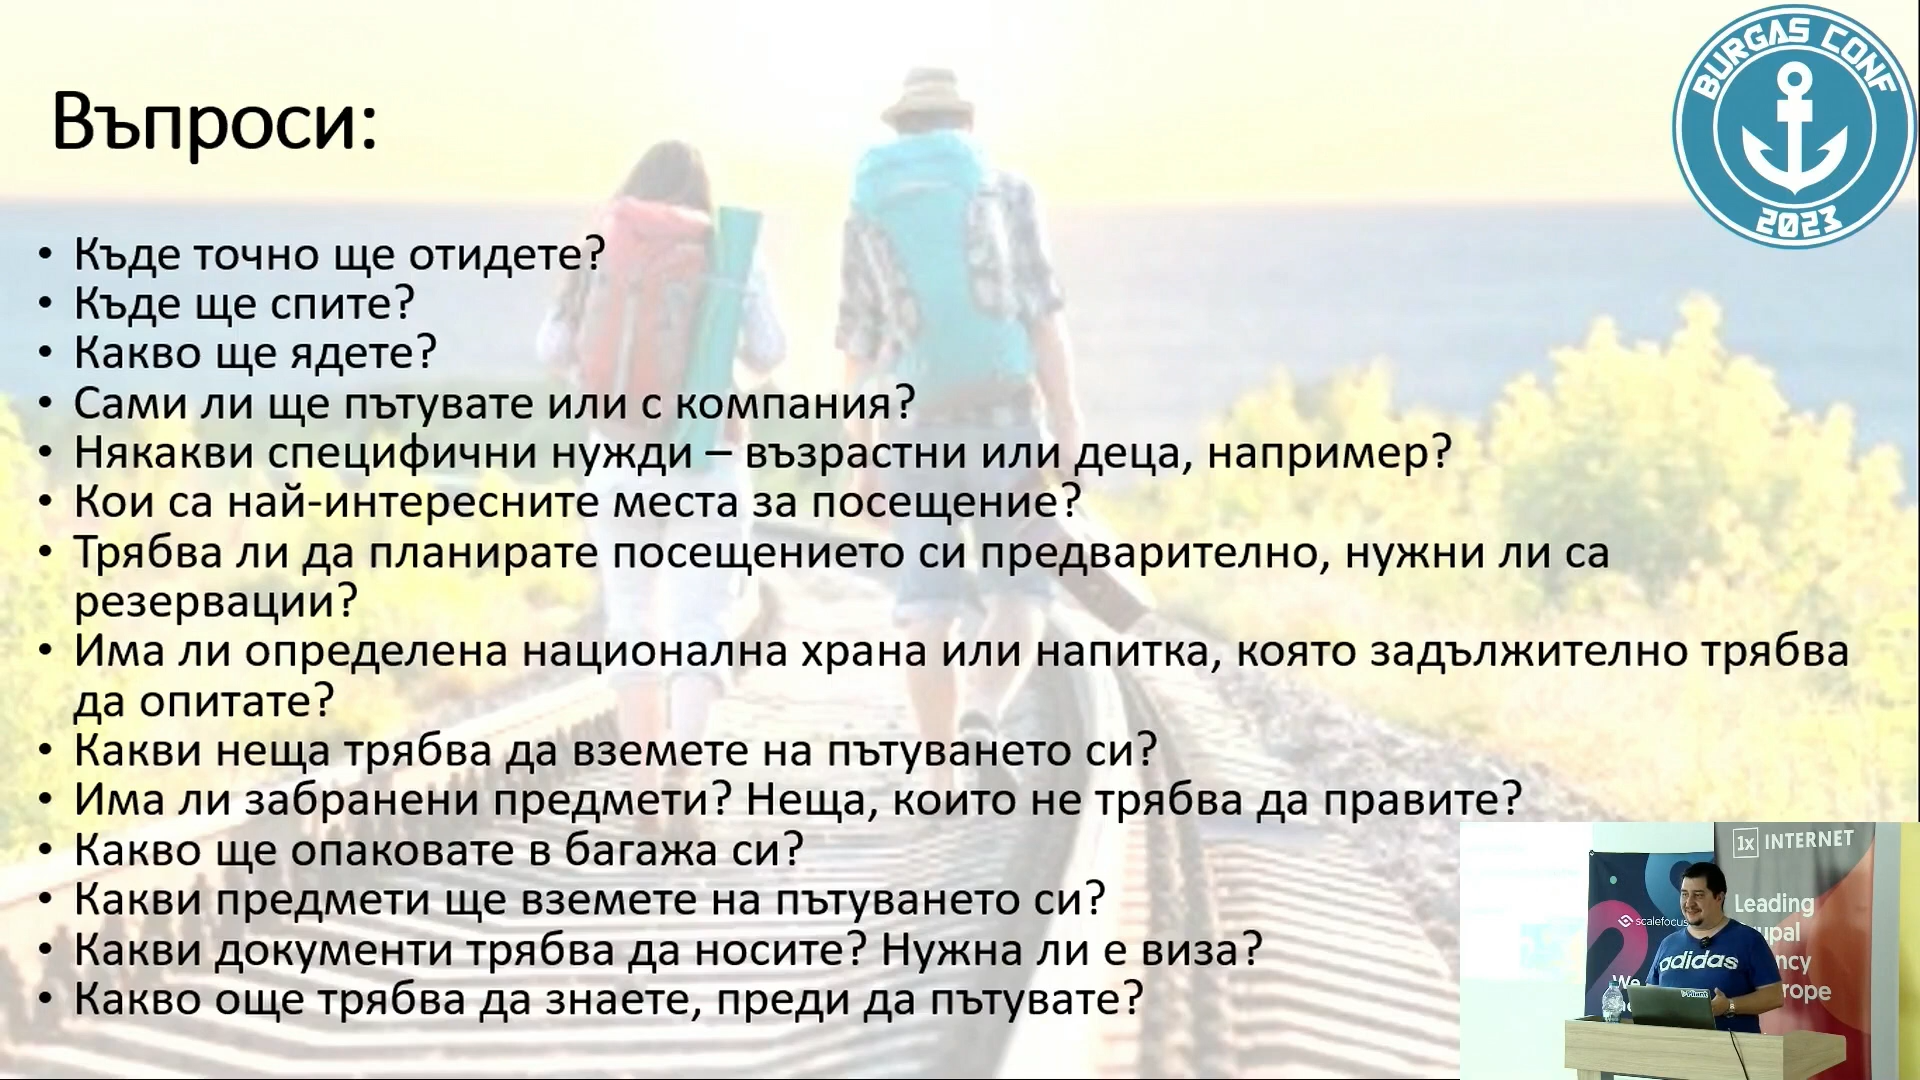 BURGAS CONF
2023
Въпроси:
• Къде точно ще отидете?
• Къде ще спите?
• Какво ще ядете?
• Сами ли ще пътувате или с компания?
• Някакви специфични нужди – възрастни или деца, например?
• Кои са най-интересните места за посещение?
• Трябва ли да планирате посещението си предварително, нужни ли са
резервации?
• Има ли определена национална храна или напитка, която задължително трябва
да опитате?
• Какви неща трябва да вземете на пътуването си?
• Има ли забранени предмети? Неща, които не трябва да правите?
• Какво ще опаковате в багажа си?
• Какви предмети ще вземете на пътуването си?
• Какви документи трябва да носите? Нужна ли е виза?
• Какво още трябва да знаете, преди да пътувате?
1x INTERNET
Leading
scalefocus
adidas
We